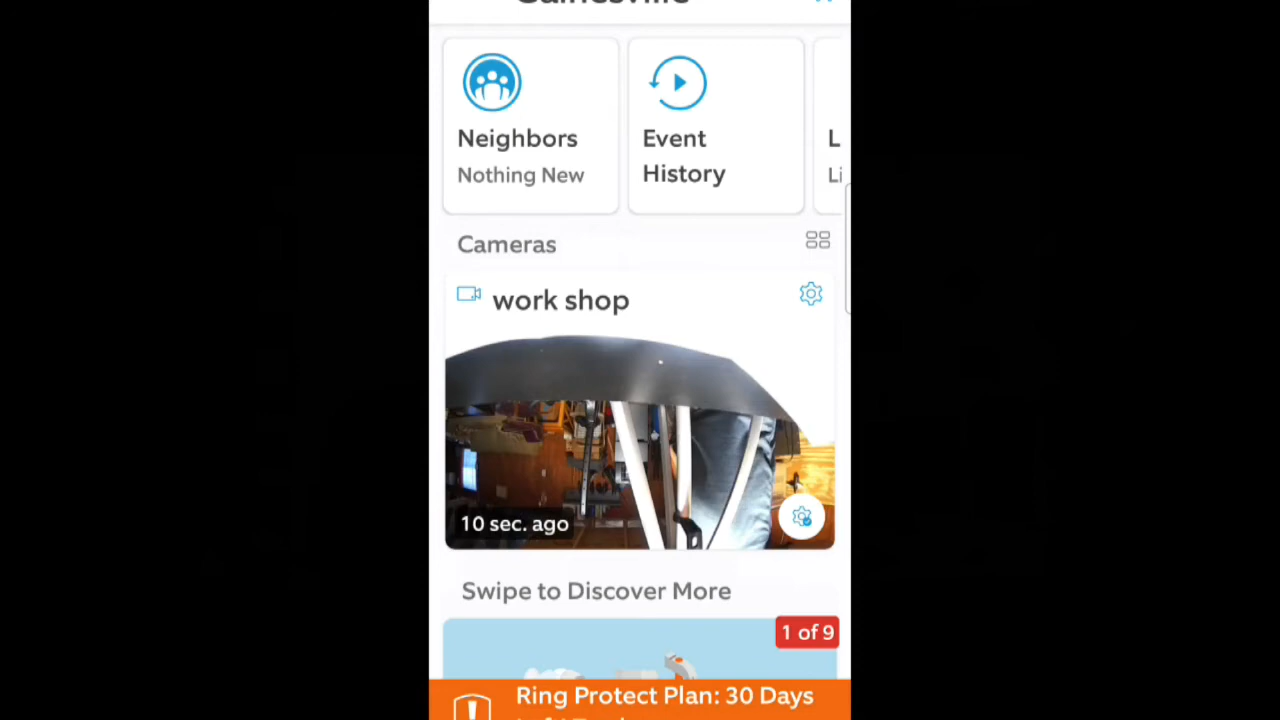 Gainesville
Neighbors
Nothing New
Event
History
Cameras
work shop
10 sec. ago
Swipe to Discover More
1 of 9
Ring Protect Plan: 30 Days